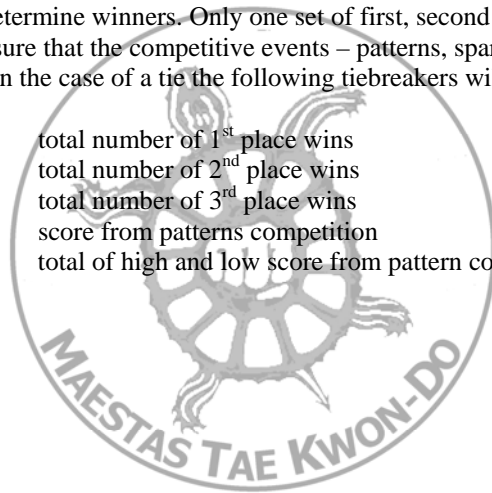 etermine winners. Only one set of first, second
sure that the competitive events – patterns, spar
n the case of a tie the following tiebreakers wi
total number of 1st place wins
total number of 2nd place wins
total number of 3rd place wins
score from patterns competition
total of high and low score from pattern co
MAESTAS TAE KWON-DO